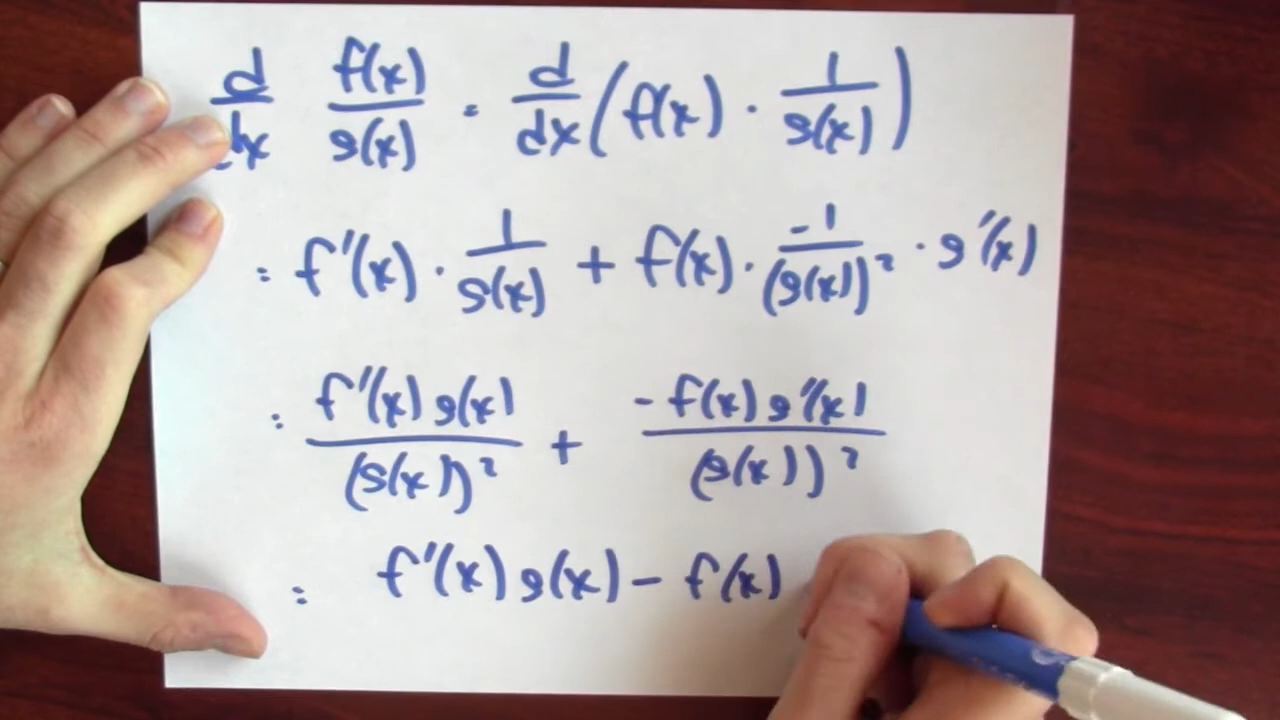 d/dx f(x)/g(x) = d/dx (f(x) · 1/g(x))
= f'(x) · 1/g(x) + f(x) · -1/(g(x))² · g'(x)
= f'(x) g(x)/(g(x))² + -f(x) g'(x)/(g(x))²
= f'(x) g(x) - f(x)